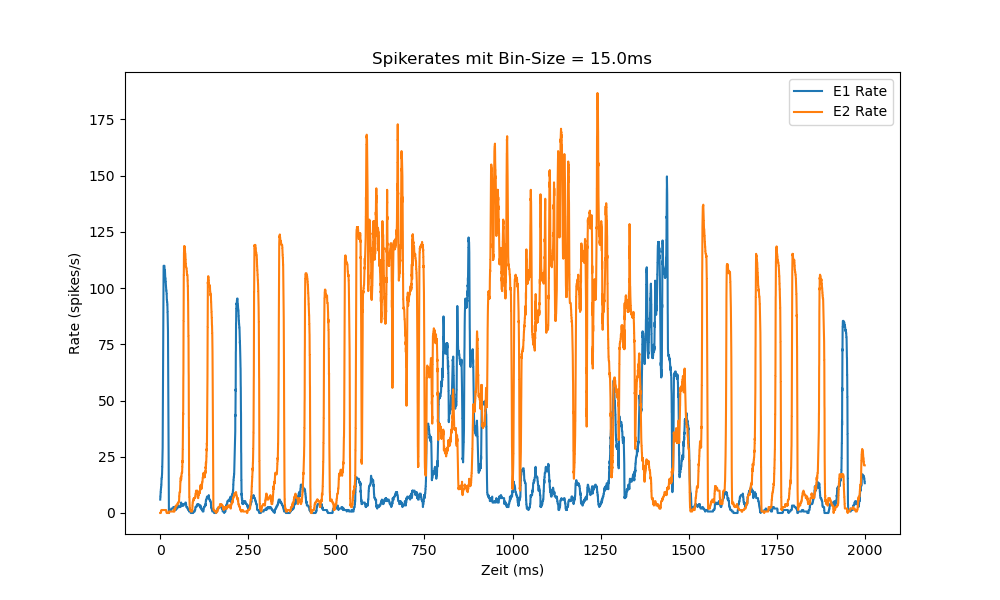 Spikerates mit Bin-Size = 15.0ms
E1 Rate
E2 Rate
Rate (spikes/s)
175
150
125
100
75
50
25
0
0 250 500 750 1000 1250 1500 1750 2000
Zeit (ms)